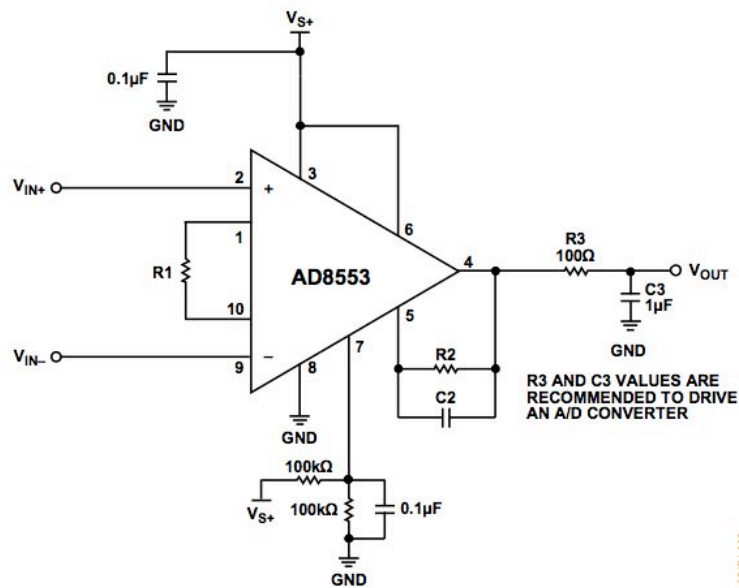 VS+
0.1µF
GND
VIN+
2
+
3
6
1
R1
10
AD8553
4
R3
100Ω
VOUT
C3
1µF
GND
5
VIN–
–
9
8
7
R2
C2
GND
R3 AND C3 VALUES ARE
RECOMMENDED TO DRIVE
AN A/D CONVERTER
100kΩ
VS+
100kΩ
0.1µF
GND